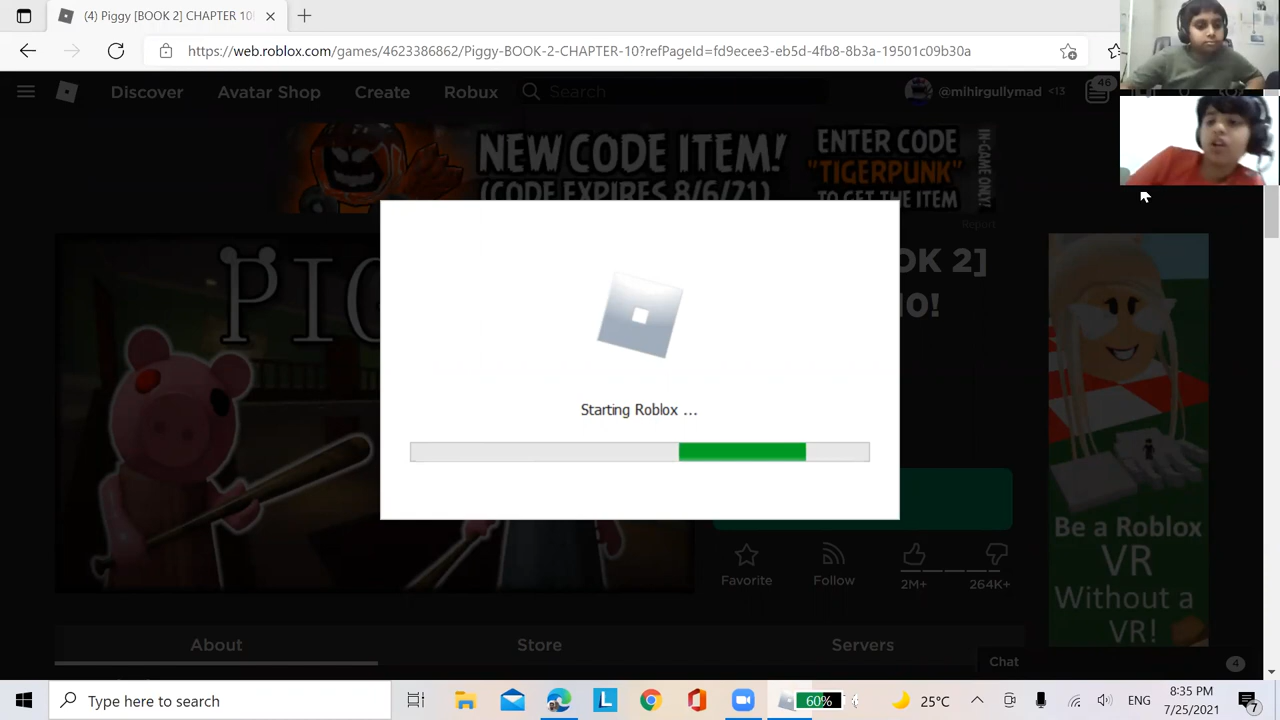 (4) Piggy [BOOK 2] CHAPTER 10!
https://web.roblox.com/games/4623386862/Piggy-BOOK-2-CHAPTER-10?refPageId=fd9ecee3-eb5d-4fb8-8b3a-19501c09b30a
Discover
Avatar Shop
Create
Robux
Search
@mihirgullymad <13
48
NEW CODE ITEM!
(CODE EXPIRES 8/6/21)
ENTER CODE
"TIGERPUNK"
TO GET THE ITEM
IN-GAME ONLY!
Report
PIG
OK 2]
10!
Starting Roblox ...
Favorite
Follow
2M+
264K+
Be a Roblox
VR
Without a
VR!
About
Store
Servers
Chat
4
Type here to search
L
60%
25°C
ENG
8:35 PM
7/25/2021
7